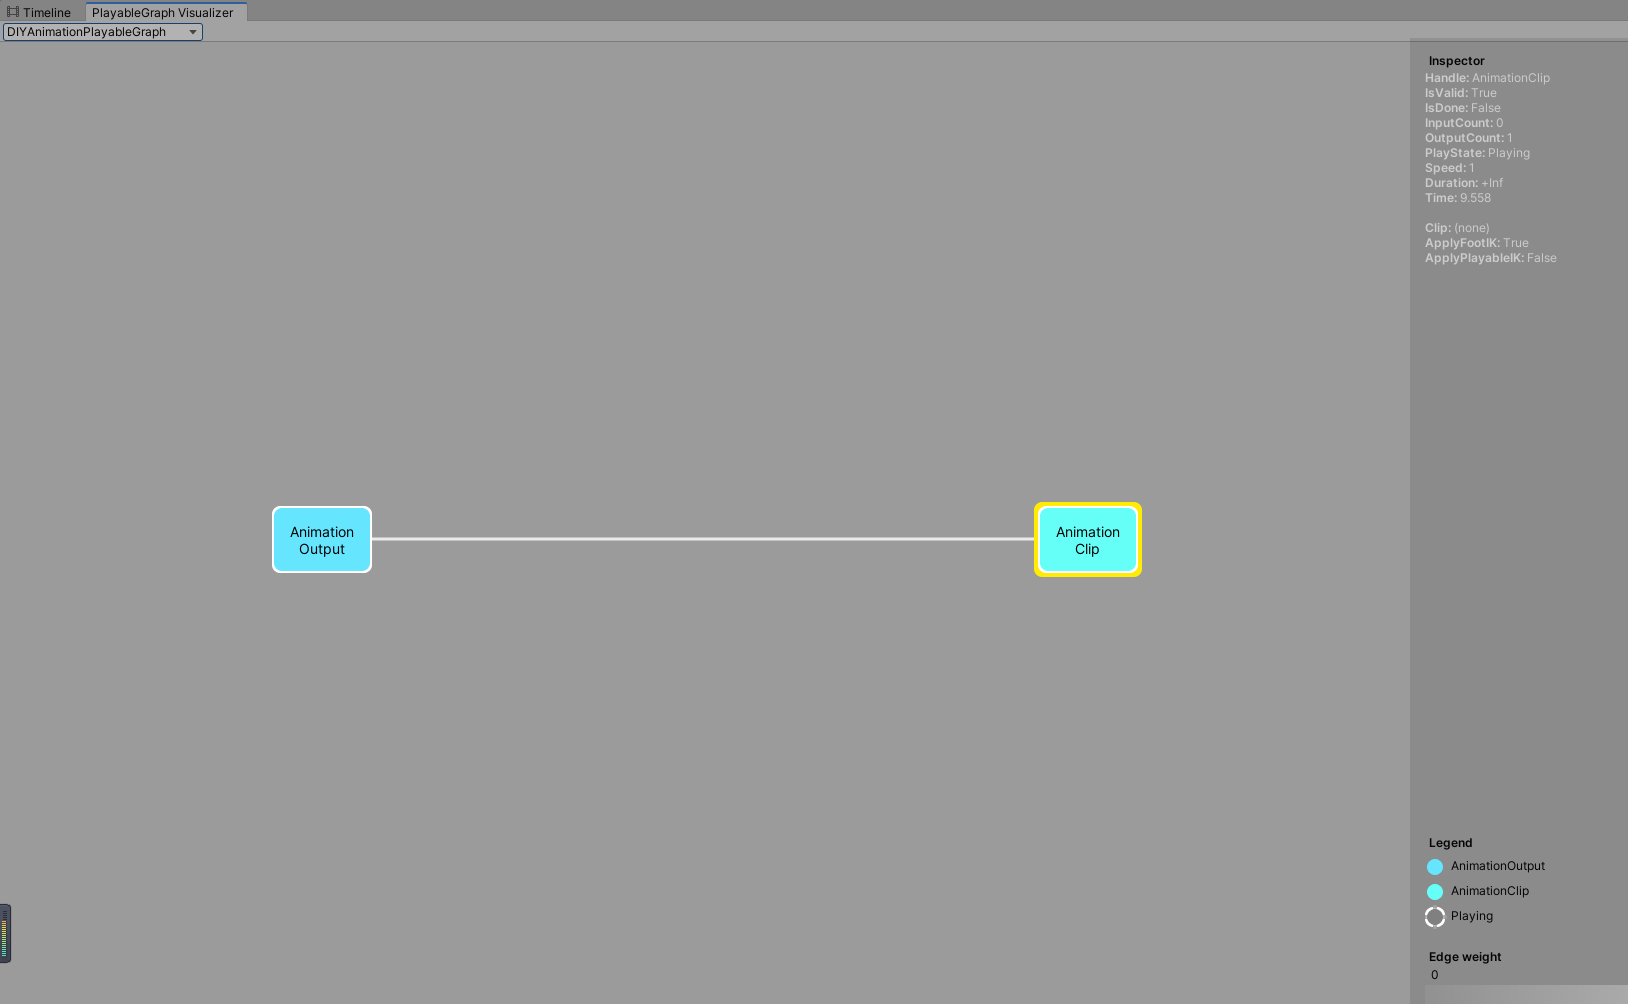 Timeline
PlayableGraph Visualizer
DIYAnimationPlayableGraph
Inspector
Handle: AnimationClip
IsValid: True
IsDone: False
InputCount: 0
OutputCount: 1
PlayState: Playing
Speed: 1
Duration: +Inf
Time: 9.558
Clip: (none)
ApplyFootIK: True
ApplyPlayableIK: False
Animation
Output
Animation
Clip
Legend
AnimationOutput
AnimationClip
Playing
Edge weight
0